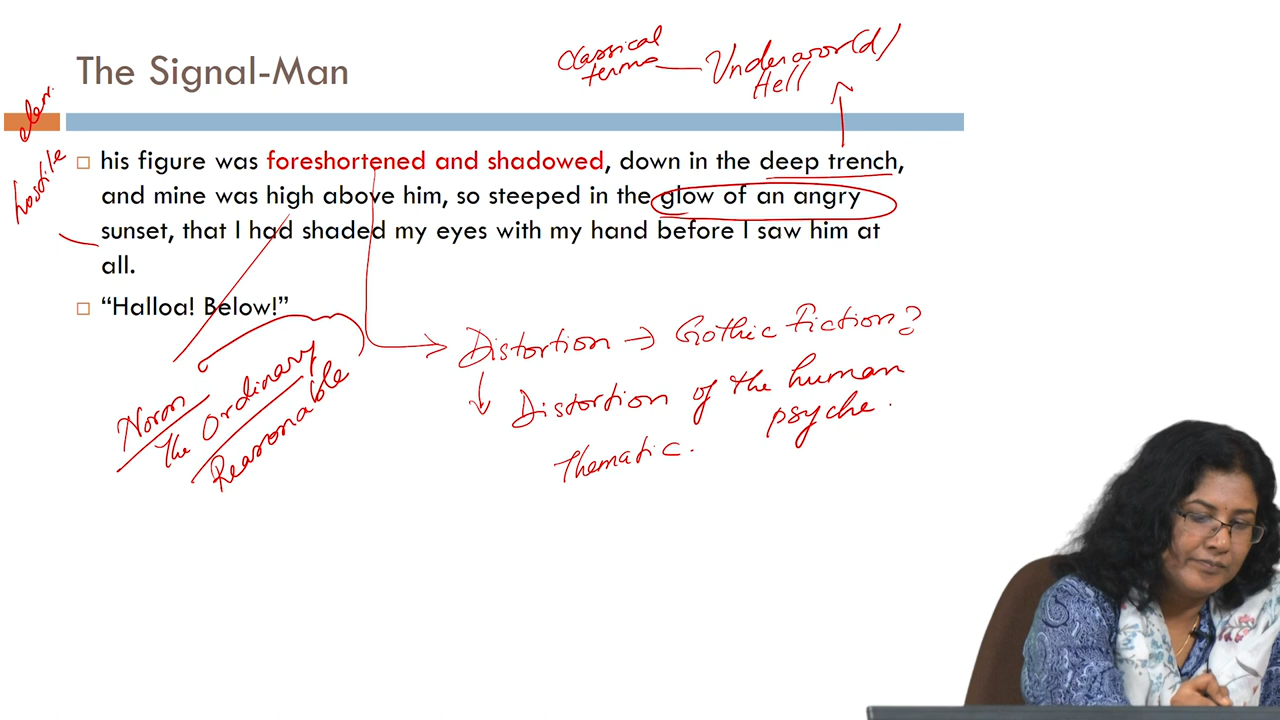 classical
terms — Underworld/
Hell
The Signal-Man
elem.
hostile
□ his figure was foreshortened and shadowed, down in the deep trench,
and mine was high above him, so steeped in the glow of an angry
sunset, that I had shaded my eyes with my hand before I saw him at
all.
□ “Halloa! Below!”
Distortion → Gothic Fiction?
Distortion of the human
psyche.
Thematic.
Norm
The Ordinary
Reasonable